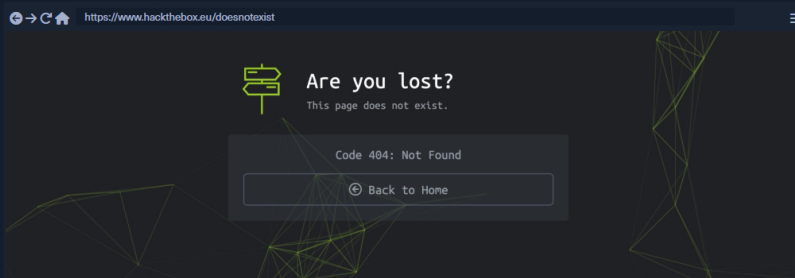 https://www.hackthebox.eu/doesnotexist
Are you lost?
This page does not exist.
Code 404: Not Found
Back to Home